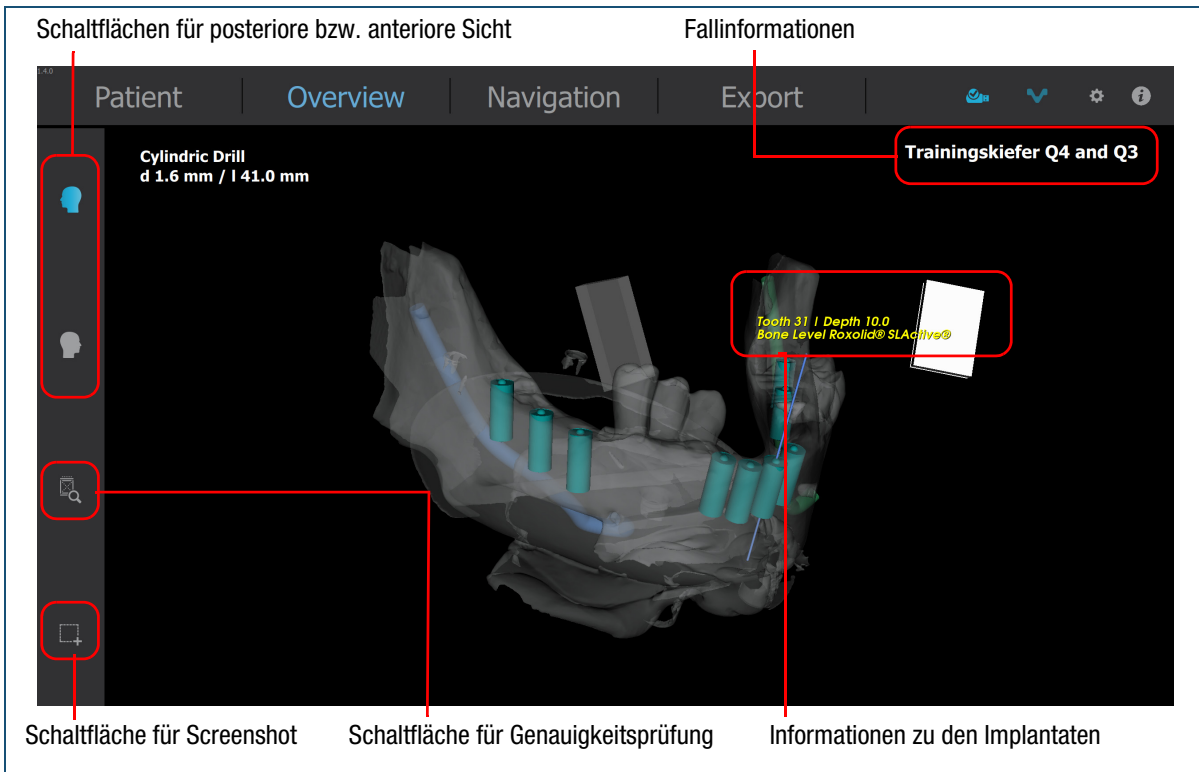 Schaltflächen für posteriore bzw. anteriore Sicht
Fallinformationen
1.4.0
Patient
Overview
Navigation
Export
Cylindric Drill
d 1.6 mm / l 41.0 mm
Trainingskiefer Q4 and Q3
Tooth 31 | Depth 10.0
Bone Level Roxolid® SLActive®
Schaltfläche für Screenshot
Schaltfläche für Genauigkeitsprüfung
Informationen zu den Implantaten